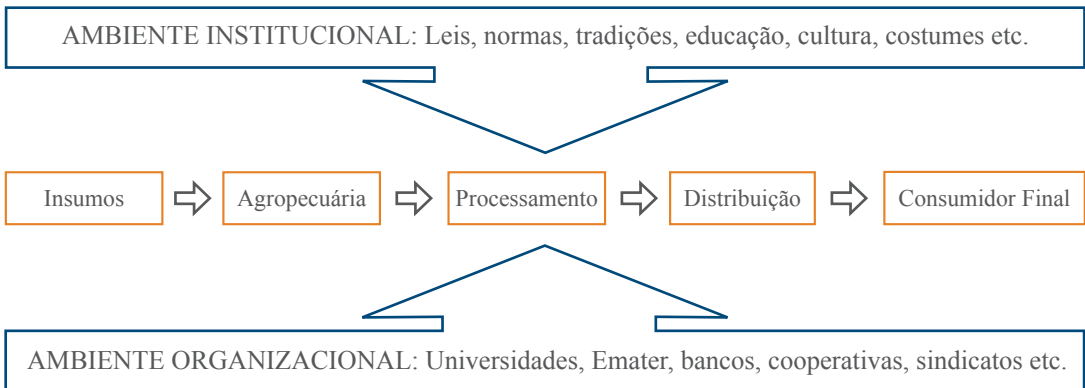 AMBIENTE INSTITUCIONAL: Leis, normas, tradições, educação, cultura, costumes etc.
Insumos
Agropecuária
Processamento
Distribuição
Consumidor Final
AMBIENTE ORGANIZACIONAL: Universidades, Emater, bancos, cooperativas, sindicatos etc.